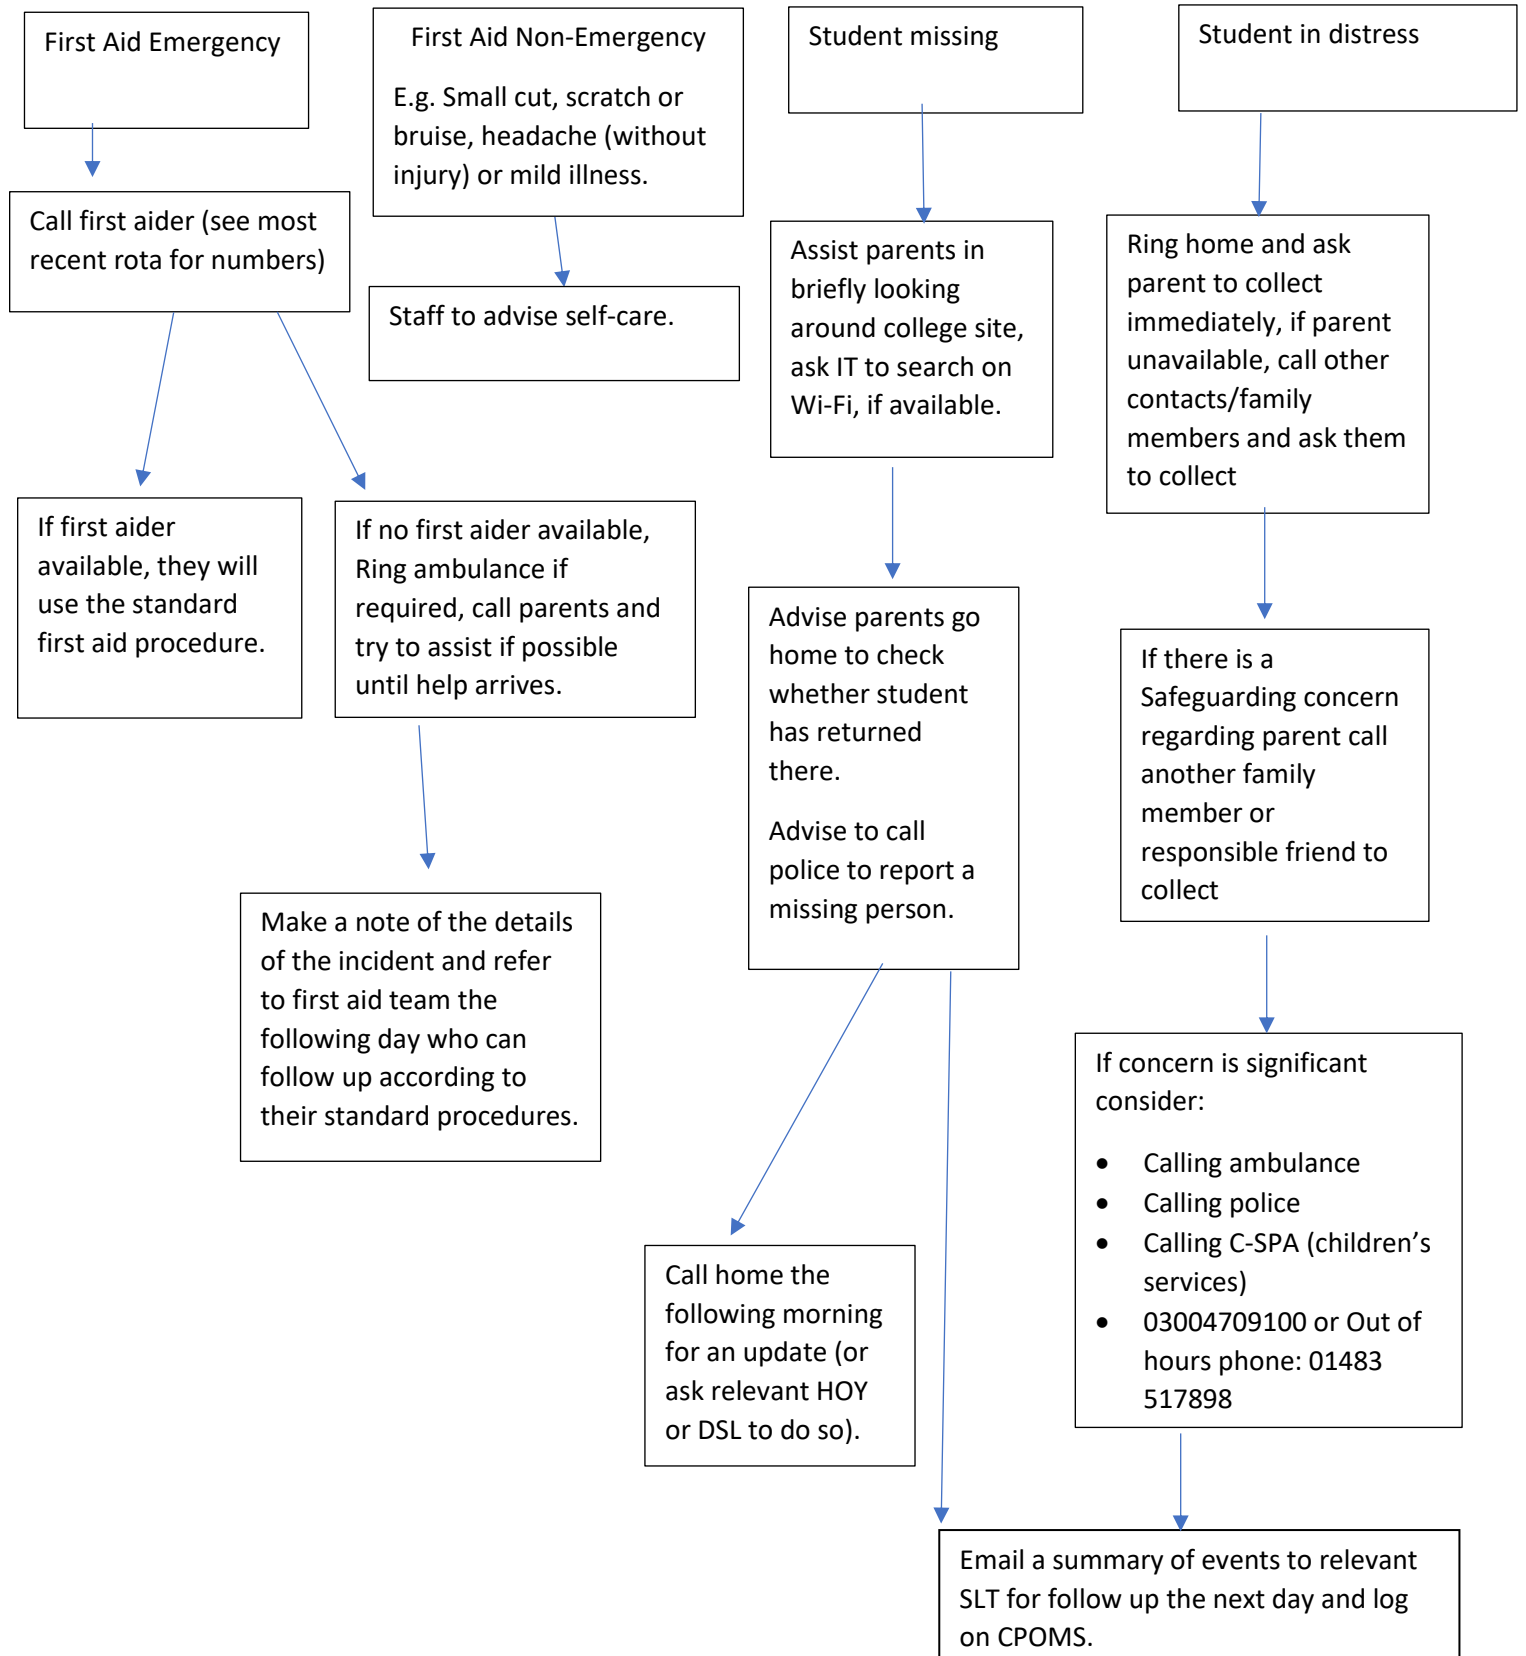 First Aid Emergency
First Aid Non-Emergency
E.g. Small cut, scratch or
bruise, headache (without
injury) or mild illness.
Student missing
Student in distress
Call first aider (see most
recent rota for numbers)
Staff to advise self-care.
Assist parents in
briefly looking
around college site,
ask IT to search on
Wi-Fi, if available.
Ring home and ask
parent to collect
immediately, if parent
unavailable, call other
contacts/family
members and ask them
to collect
If first aider
available, they will
use the standard
first aid procedure.
If no first aider available,
Ring ambulance if
required, call parents and
try to assist if possible
until help arrives.
Advise parents go
home to check
whether student
has returned
there.
Advise to call
police to report a
missing person.
If there is a
Safeguarding concern
regarding parent call
another family
member or
responsible friend to
collect
Make a note of the details
of the incident and refer
to first aid team the
following day who can
follow up according to
their standard procedures.
If concern is significant
consider:
• Calling ambulance
• Calling police
• Calling C-SPA (children’s
services)
• 03004709100 or Out of
hours phone: 01483
517898
Call home the
following morning
for an update (or
ask relevant HOY
or DSL to do so).
Email a summary of events to relevant
SLT for follow up the next day and log
on CPOMS.